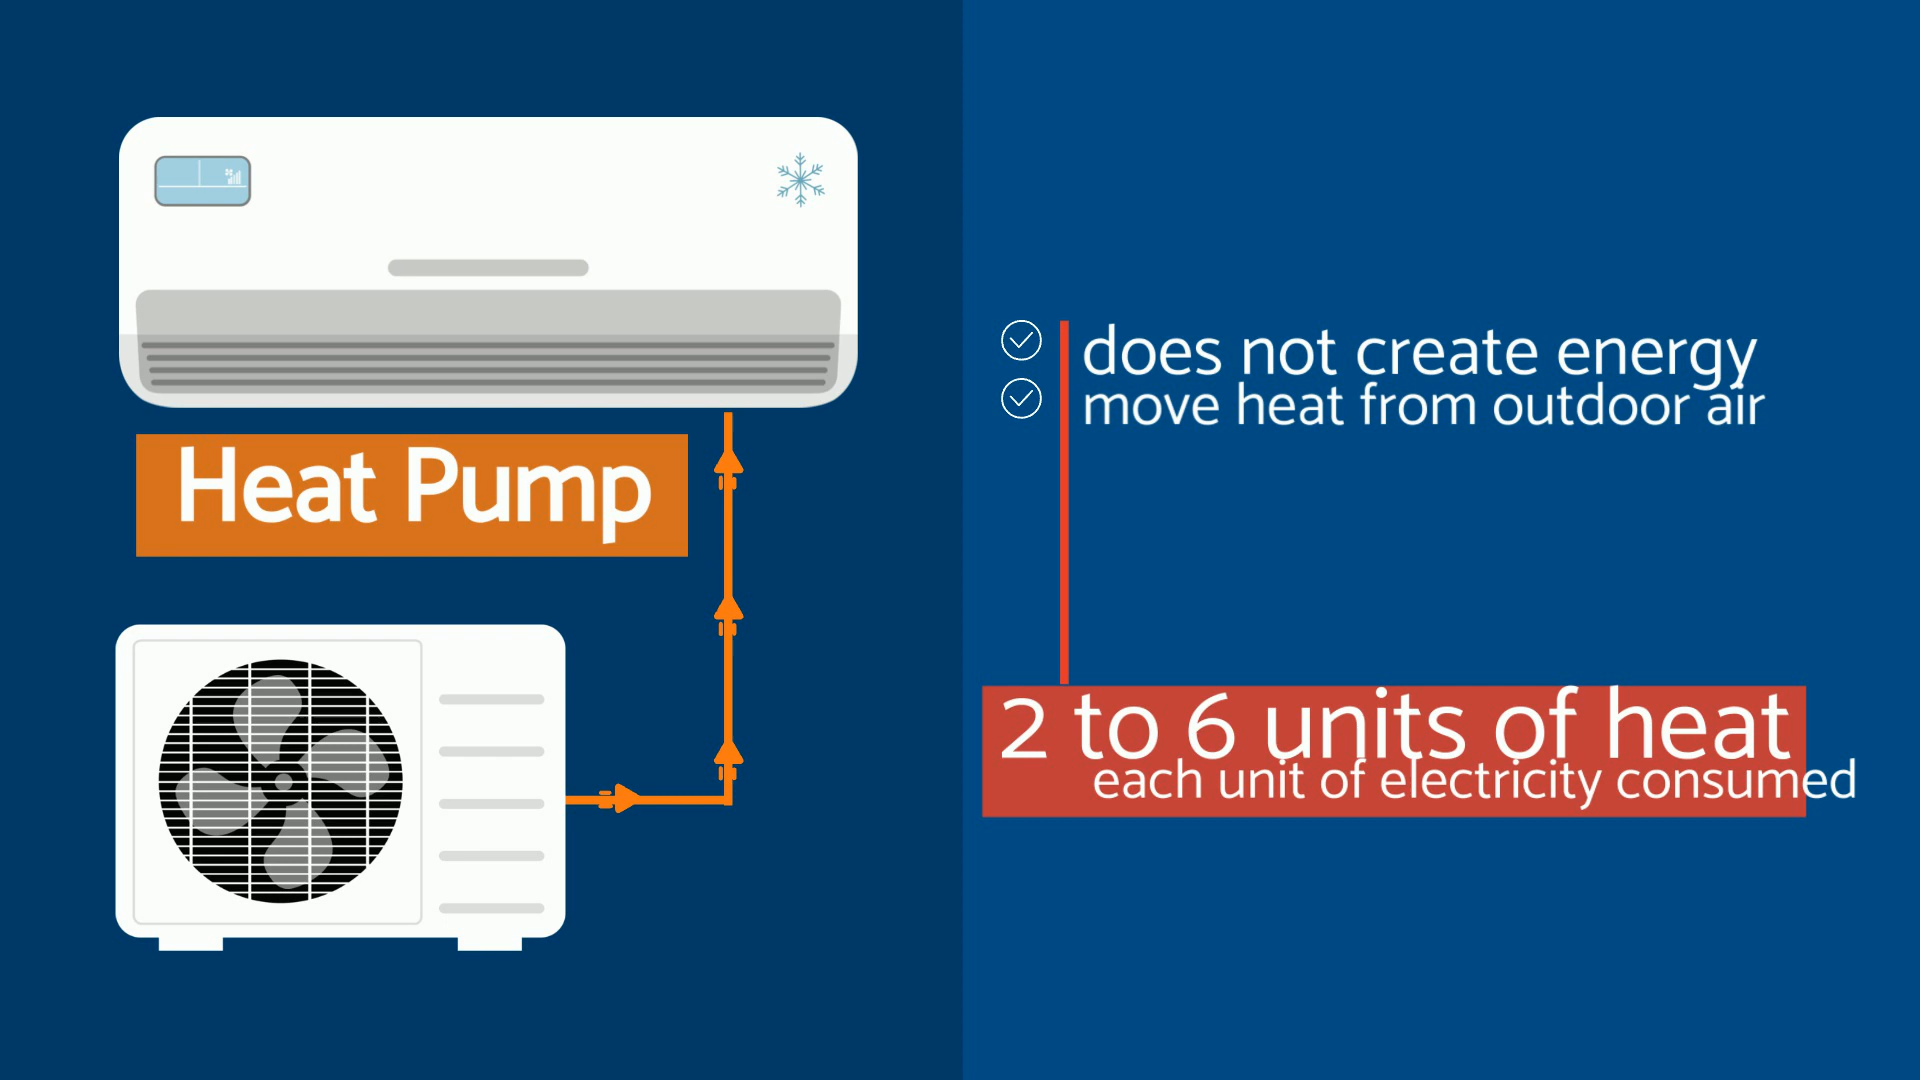 Heat Pump
does not create energy
move heat from outdoor air
2 to 6 units of heat
each unit of electricity consumed